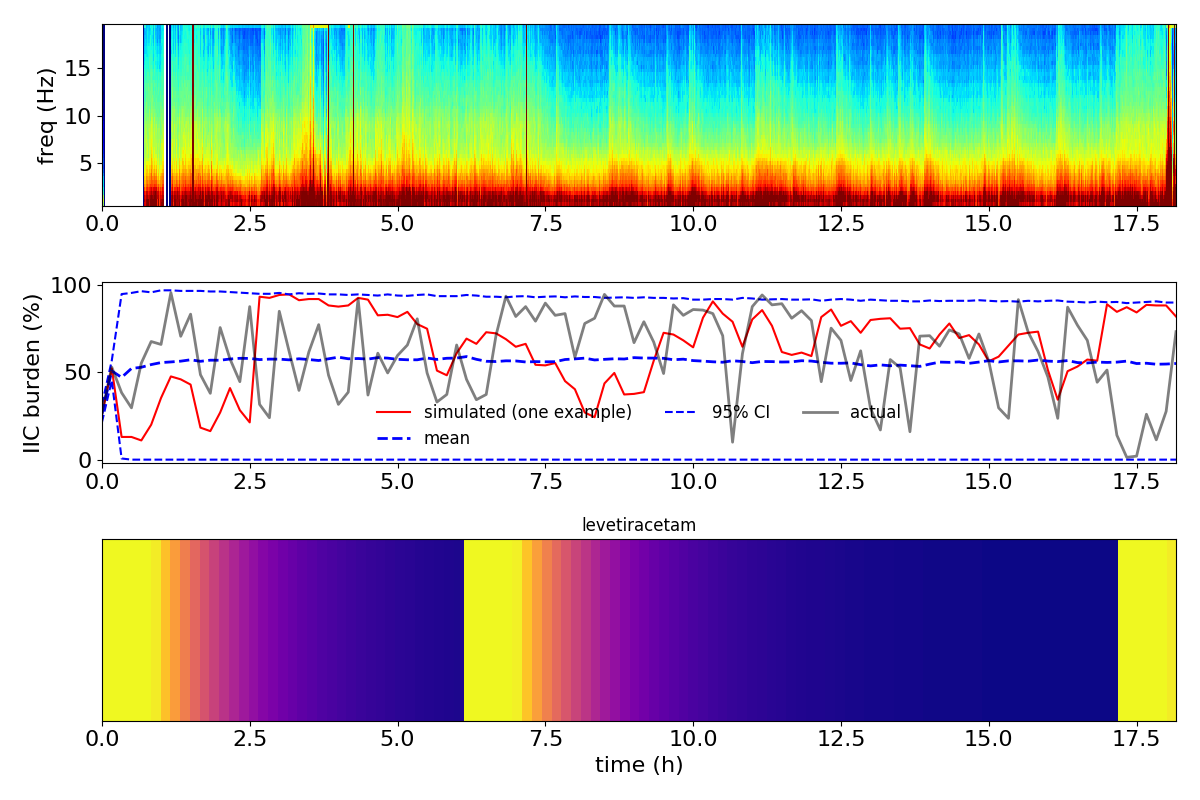 freq (Hz)
15
10
5
0.0 2.5 5.0 7.5 10.0 12.5 15.0 17.5
IIC burden (%)
100
50
0
simulated (one example) 95% CI actual
mean
0.0 2.5 5.0 7.5 10.0 12.5 15.0 17.5
levetiracetam
0.0 2.5 5.0 7.5 10.0 12.5 15.0 17.5
time (h)